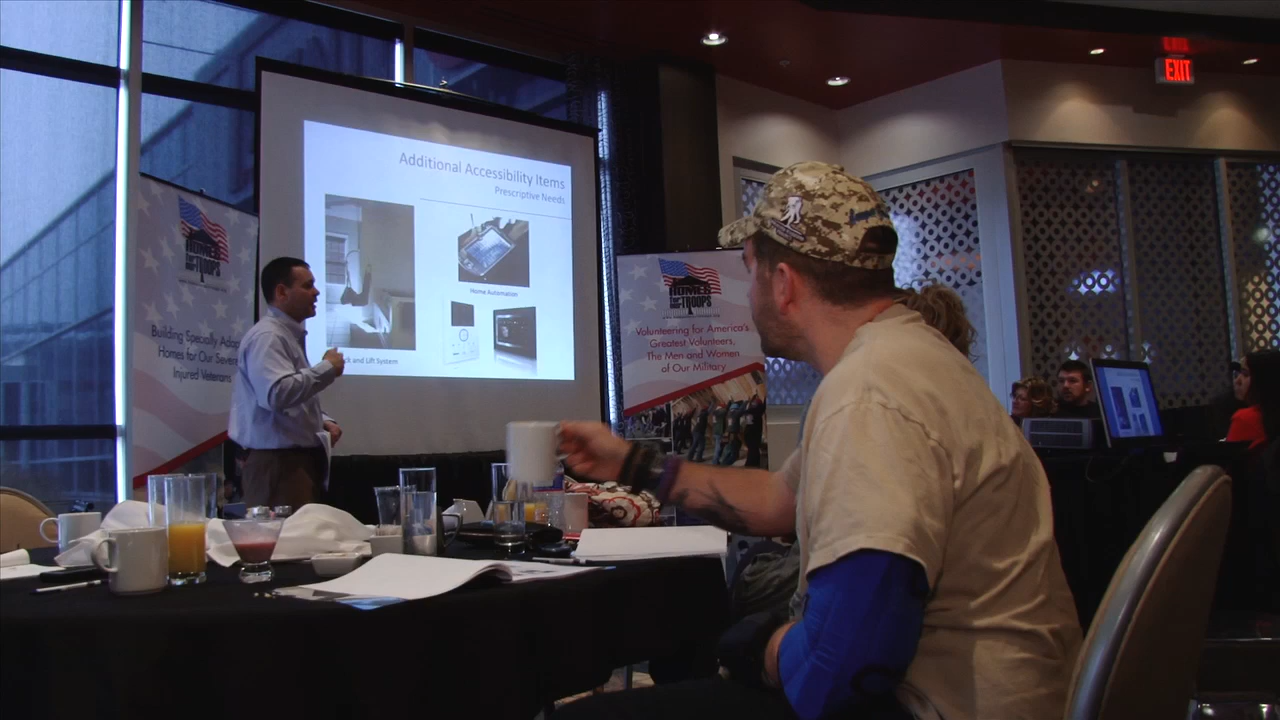 EXIT
Additional Accessibility Items
Prescriptive Needs
Home Automation
and Lift System
HOMES
for our
TROOPS
Building Specially
Homes for Our
Injured Veterans
HOMES
for our
TROOPS
Volunteering for America's
Greatest Volunteers,
The Men and Women
of Our Military